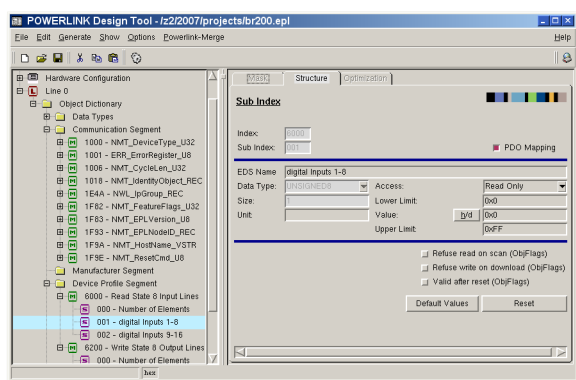 POWERLINK Design Tool - /z2/2007/projects/br200.epl
File Edit Generate Show Options Powerlink-Merge Help
Hardware Configuration
L Line 0
Object Dictionary
Data Types
Communication Segment
M 1000 - NMT_DeviceType_U32
M 1001 - ERR_ErrorRegister_U8
M 1006 - NMT_CycleLen_U32
M 1018 - NMT_IdentityObject_REC
M 1E4A - NWL_IpGroup_REC
M 1F82 - NMT_FeatureFlags_U32
M 1F83 - NMT_EPLVersion_U8
M 1F93 - NMT_EPLNodeID_REC
M 1F9A - NMT_HostName_VSTR
M 1F9E - NMT_ResetCmd_U8
Manufacturer Segment
Device Profile Segment
M 6000 - Read State 8 Input Lines
S 000 - Number of Elements
S 001 - digital Inputs 1-8
S 002 - digital Inputs 9-16
M 6200 - Write State 8 Output Lines
S 000 - Number of Elements
Mask Structure Optimization
Sub Index
Index: 6000
Sub Index: 001
PDO Mapping
EDS Name digital Inputs 1-8
Data Type: UNSIGNED8 Access: Read Only
Size: 1 Lower Limit: 0x0
Unit: Value: h/d 0x0
Upper Limit: 0xFF
Refuse read on scan (ObjFlags)
Refuse write on download (ObjFlags)
Valid after reset (ObjFlags)
Default Values Reset
hex